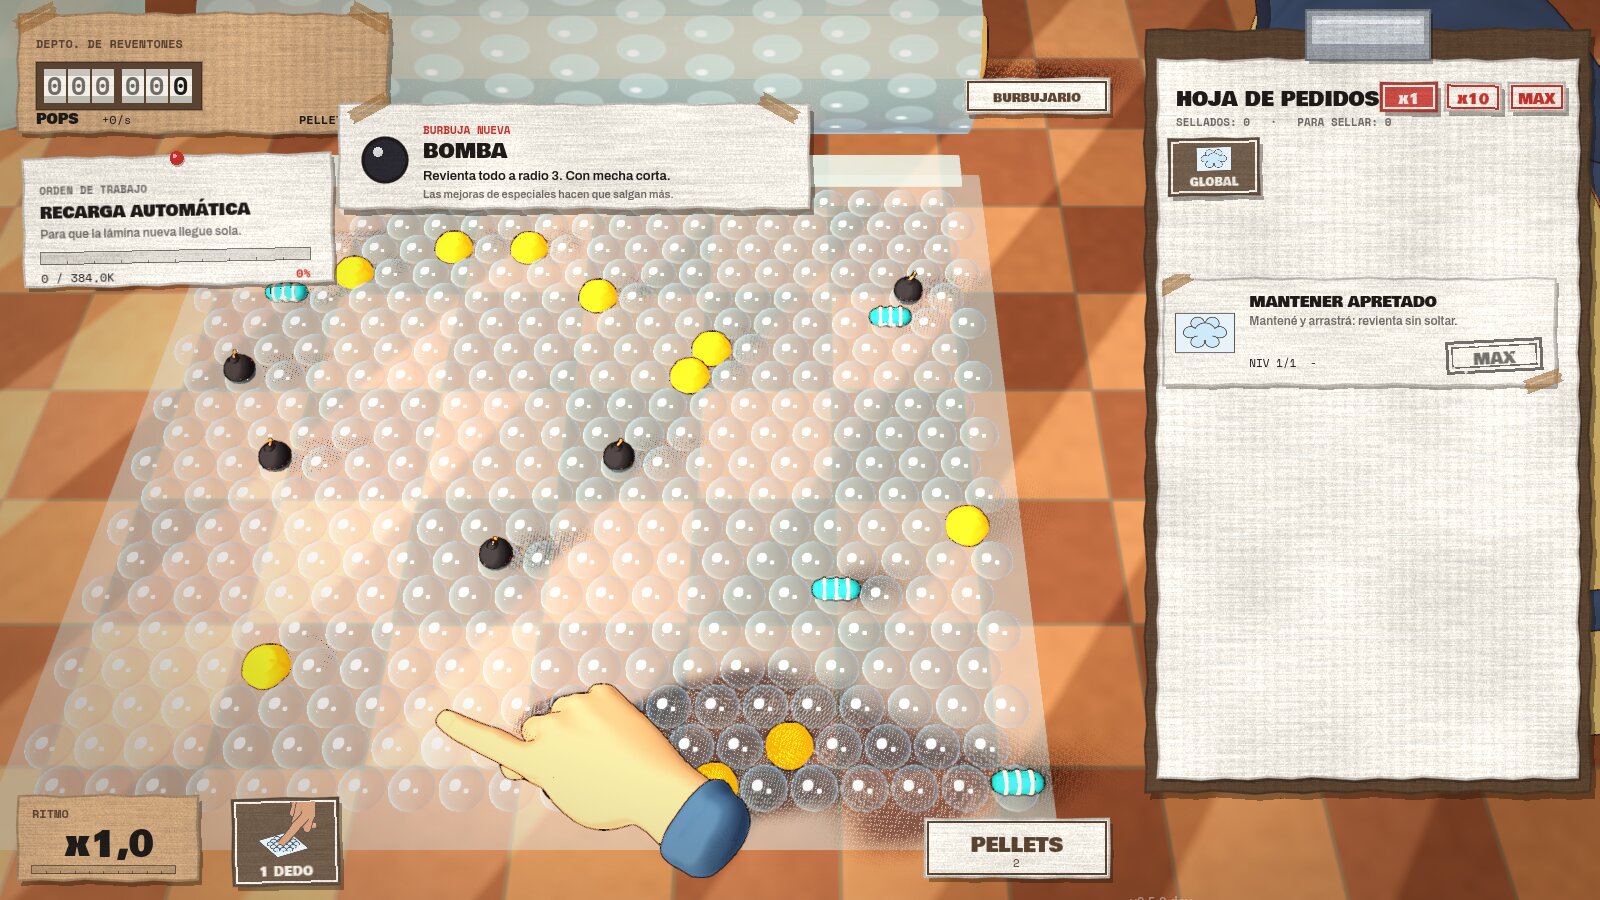 DEPTO. DE REVENTONES
000 000
POPS +0/s
ORDEN DE TRABAJO
RECARGA AUTOMÁTICA
Para que la lámina nueva llegue sola.
0 / 384.0K 0%
BURBUJA NUEVA
BOMBA
Revienta todo a radio 3. Con mecha corta.
Las mejoras de especiales hacen que salgan más.
BURBUJARIO
HOJA DE PEDIDOS x1 x10 MAX
SELLADOS: 0 · PARA SELLAR: 0
GLOBAL
MANTENER APRETADO
Mantené y arrastrá: revienta sin soltar.
NIV 1/1 -
MAX
RITMO
x1,0
1 DEDO
PELLETS
2